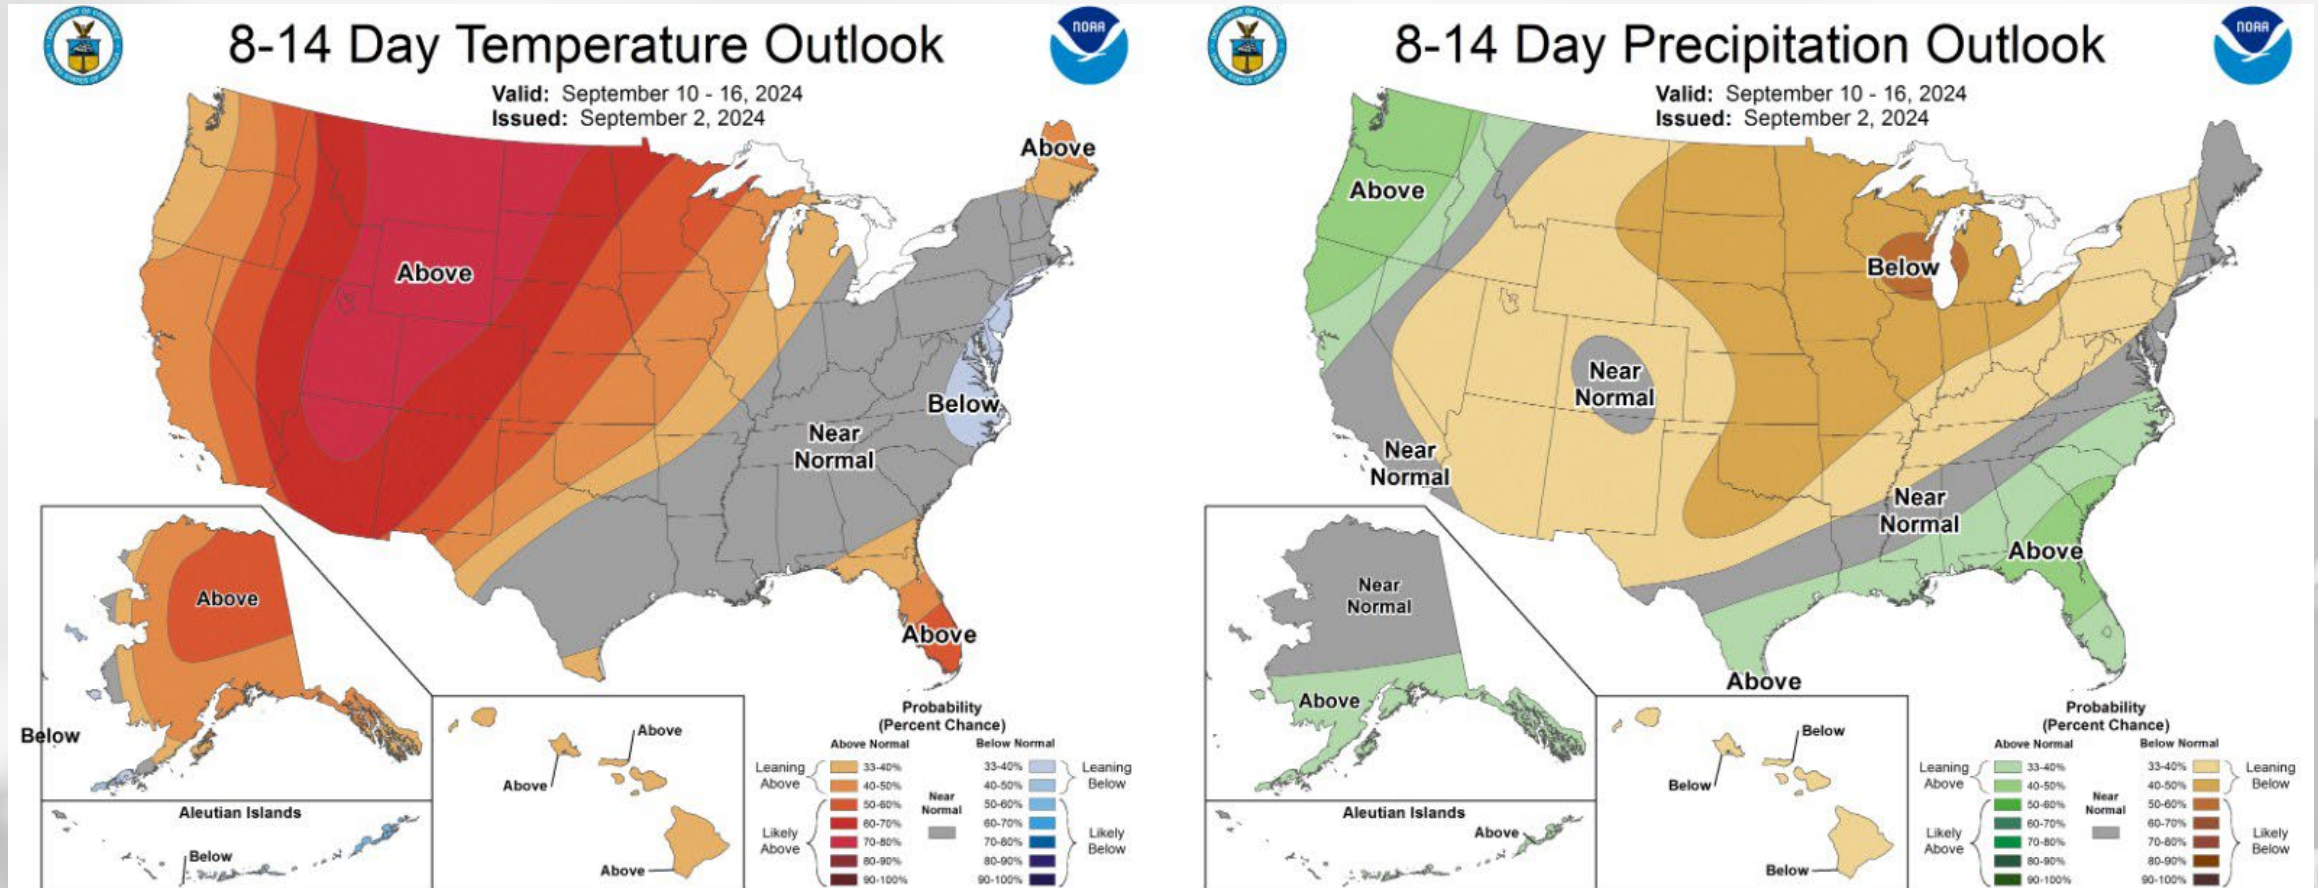 8-14 Day Temperature Outlook
NOAA
Valid: September 10 - 16, 2024
Issued: September 2, 2024
Above
Above
Below
Near
Normal
Above
Above
Below
Above
Above
Above
Aleutian Islands
Below
Probability
(Percent Chance)
Above Normal
Below Normal
Leaning
Above
33-40%
40-50%
50-60%
60-70%
70-80%
80-90%
90-100%
Likely
Above
Near
Normal
33-40%
40-50%
50-60%
60-70%
70-80%
80-90%
90-100%
Leaning
Below
Likely
Below
8-14 Day Precipitation Outlook
NOAA
Valid: September 10 - 16, 2024
Issued: September 2, 2024
Above
Below
Near
Normal
Near
Normal
Near
Normal
Above
Above
Near
Normal
Above
Below
Below
Below
Aleutian Islands
Above
Probability
(Percent Chance)
Above Normal
Below Normal
Leaning
Above
33-40%
40-50%
50-60%
60-70%
70-80%
80-90%
90-100%
Likely
Above
Near
Normal
33-40%
40-50%
50-60%
60-70%
70-80%
80-90%
90-100%
Leaning
Below
Likely
Below